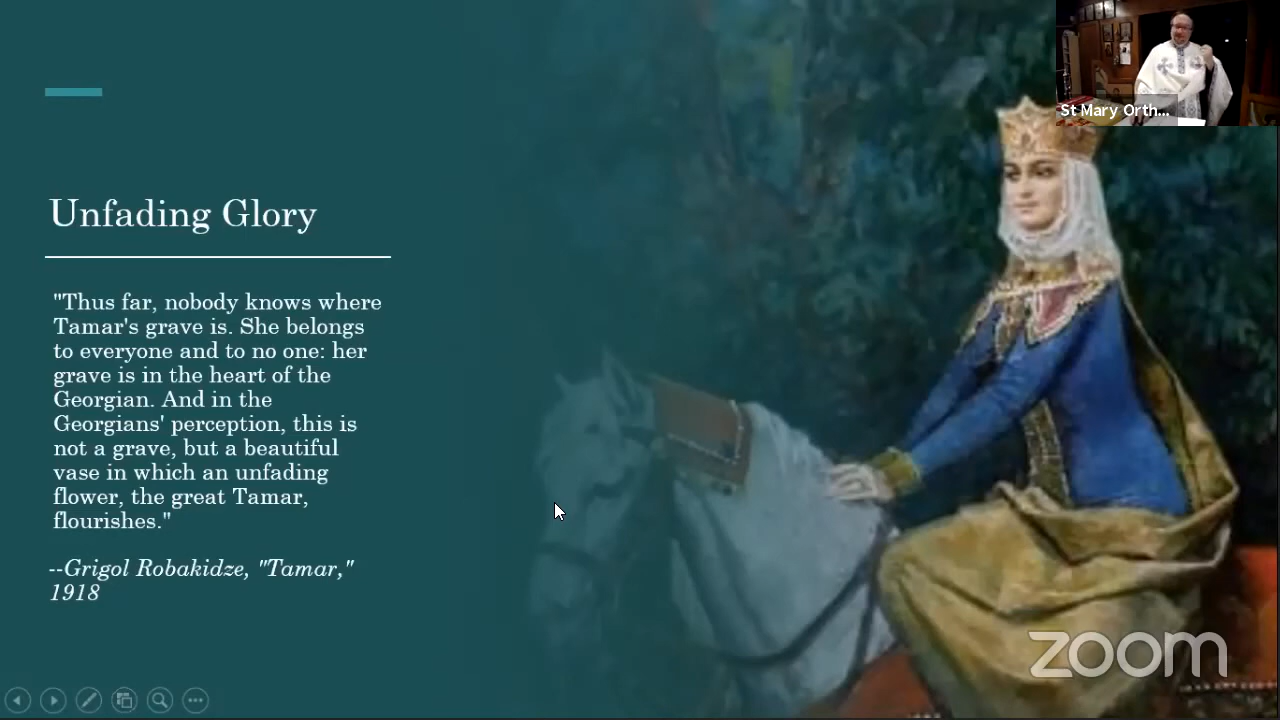 St Mary Orth...
Unfading Glory
"Thus far, nobody knows where
Tamar's grave is. She belongs
to everyone and to no one: her
grave is in the heart of the
Georgian. And in the
Georgians' perception, this is
not a grave, but a beautiful
vase in which an unfading
flower, the great Tamar,
flourishes."
--Grigol Robakidze, "Tamar,"
1918
zoom